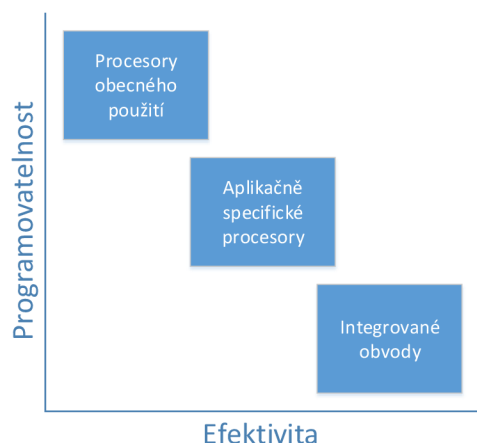 Programovatelnost
Procesory
obecného
použití
Aplikačně
specifické
procesory
Integrované
obvody
Efektivita